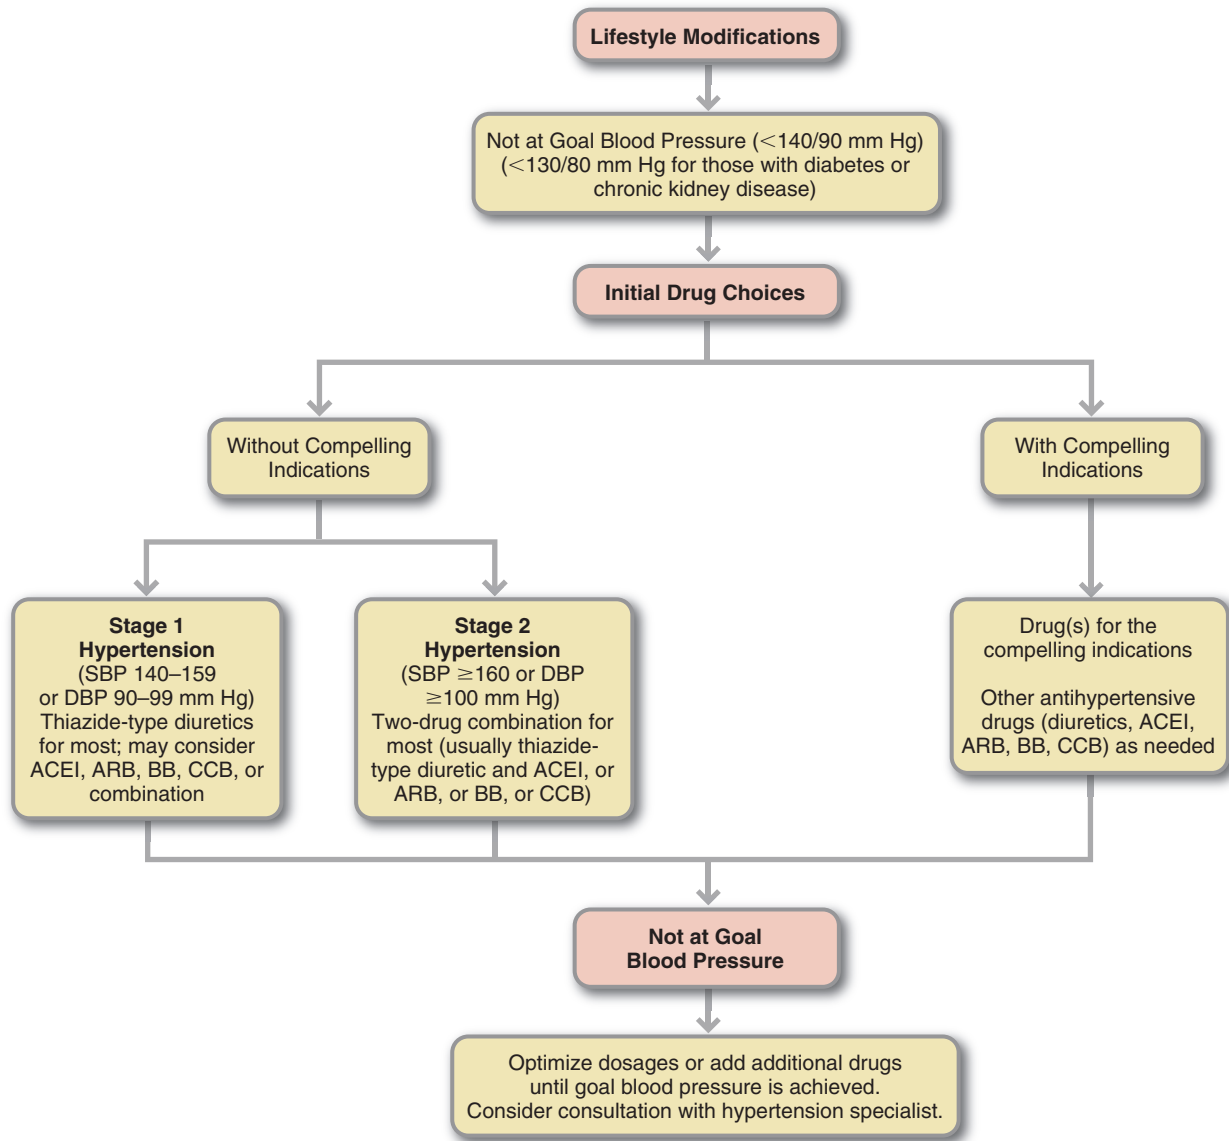 Lifestyle Modifications
Not at Goal Blood Pressure (<140/90 mm Hg)
(<130/80 mm Hg for those with diabetes or
chronic kidney disease)
Initial Drug Choices
Without Compelling
Indications
With Compelling
Indications
Stage 1
Hypertension
(SBP 140–159
or DBP 90–99 mm Hg)
Thiazide-type diuretics
for most; may consider
ACEI, ARB, BB, CCB, or
combination
Stage 2
Hypertension
(SBP ≥160 or DBP
≥100 mm Hg)
Two-drug combination for
most (usually thiazide-
type diuretic and ACEI, or
ARB, or BB, or CCB)
Drug(s) for the
compelling indications
Other antihypertensive
drugs (diuretics, ACEI,
ARB, BB, CCB) as needed
Not at Goal
Blood Pressure
Optimize dosages or add additional drugs
until goal blood pressure is achieved.
Consider consultation with hypertension specialist.